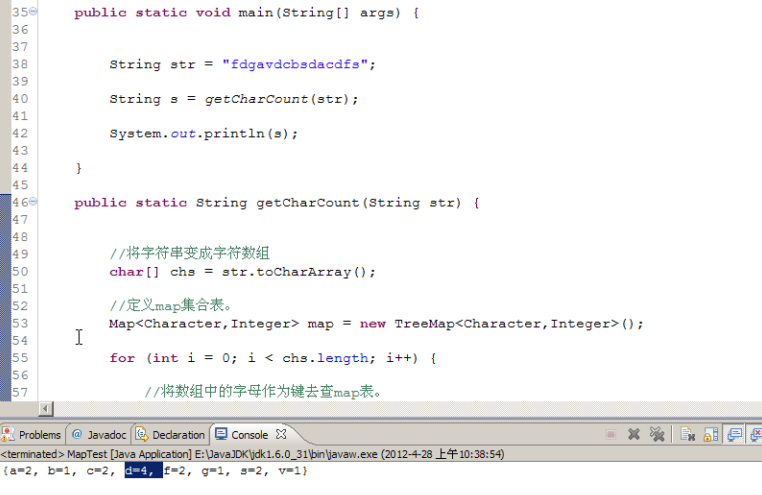 35 public static void main(String[] args) {
36
37
38 String str = "fdgavdcbsdacdfs";
39
40 String s = getCharCount(str);
41
42 System.out.println(s);
43
44 }
45
46 public static String getCharCount(String str) {
47
48
49 //将字符串变成字符数组
50 char[] chs = str.toCharArray();
51
52 //定义map集合表。
53 Map<Character,Integer> map = new TreeMap<Character,Integer>();
54
55 for (int i = 0; i < chs.length; i++) {
56
57 //将数组中的字母作为键去查map表。
Problems @ Javadoc Declaration Console
<terminated> MapTest [Java Application] E:\JavaJDK\jdk1.6.0_31\bin\javaw.exe (2012-4-28 上午10:38:54)
{a=2, b=1, c=2, d=4, f=2, g=1, s=2, v=1}